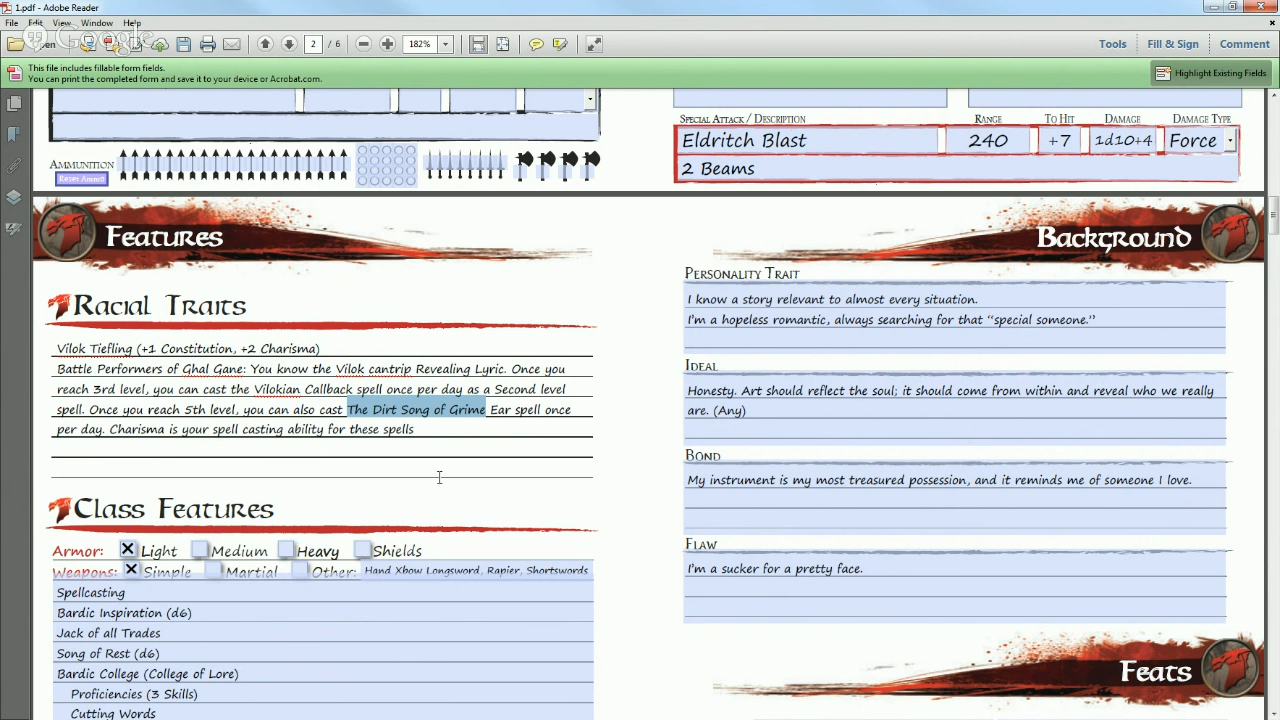 1.pdf - Adobe Reader
File Edit View Window Help
Google
2 / 6
182%
Tools Fill & Sign Comment
This file includes fillable form fields.
You can print the completed form and save it to your device or Acrobat.com.
Highlight Existing Fields
Ammunition
Reset Ammo
Special Attack / Description Range To Hit Damage Damage Type
Eldritch Blast 240 +7 1d10+4 Force
2 Beams
Features
Racial Traits
Vilok Tiefling (+1 Constitution, +2 Charisma)
Battle Performers of Ghal Gane: You know the Vilok cantrip Revealing Lyric. Once you
reach 3rd level, you can cast the Vilokian Callback spell once per day as a Second level
spell. Once you reach 5th level, you can also cast The Dirt Song of Grime Ear spell once
per day. Charisma is your spell casting ability for these spells
Class Features
Armor: Light Medium Heavy Shields
Weapons: Simple Martial Other: Hand Xbow Longsword, Rapier, Shortswords
Spellcasting
Bardic Inspiration (d6)
Jack of all Trades
Song of Rest (d6)
Bardic College (College of Lore)
Proficiencies (3 Skills)
Cutting Words
Background
Personality Trait
I know a story relevant to almost every situation.
I'm a hopeless romantic, always searching for that "special someone."
Ideal
Honesty. Art should reflect the soul; it should come from within and reveal who we really
are. (Any)
Bond
My instrument is my most treasured possession, and it reminds me of someone I love.
Flaw
I'm a sucker for a pretty face.
Feats